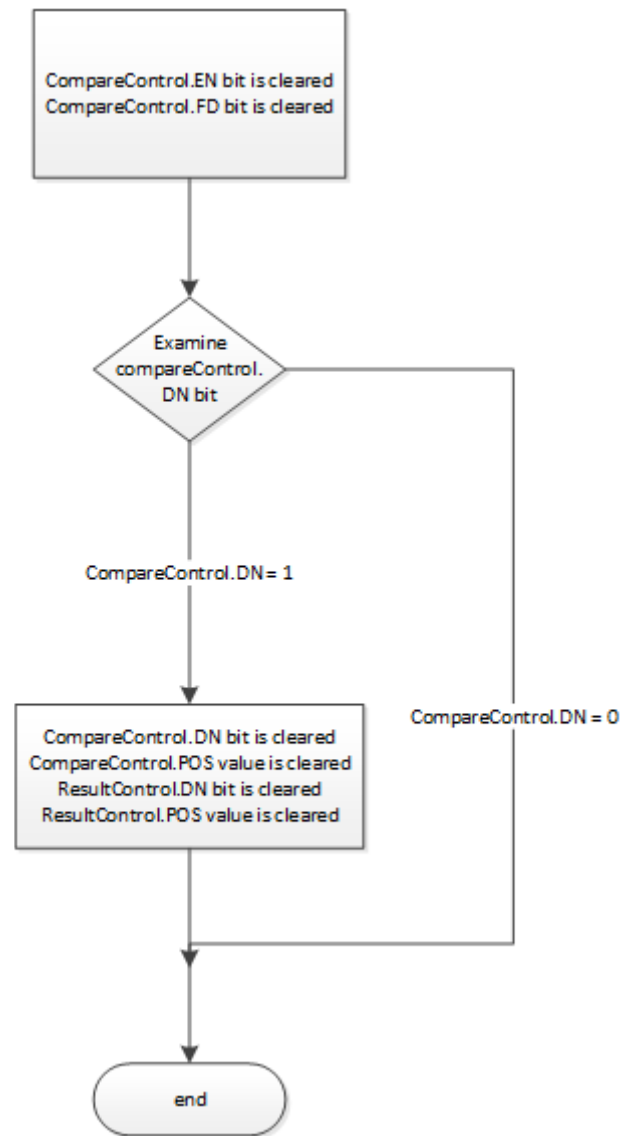 CompareControl.EN bit is cleared
CompareControl.FD bit is cleared
Examine
compareControl.
DN bit
CompareControl.DN = 1
CompareControl.DN = 0
CompareControl.DN bit is cleared
CompareControl.POS value is cleared
ResultControl.DN bit is cleared
ResultControl.POS value is cleared
end